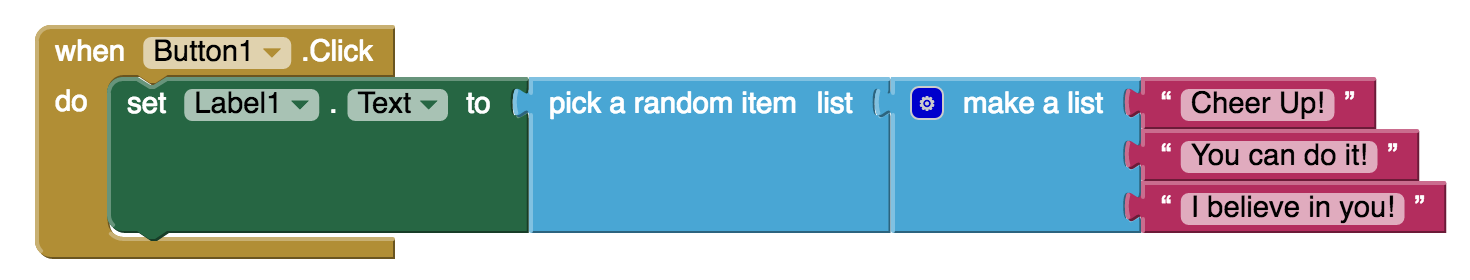 when Button1 .Click
do set Label1 . Text to pick a random item list make a list “ Cheer Up! ”
“ You can do it! ”
“ I believe in you! ”